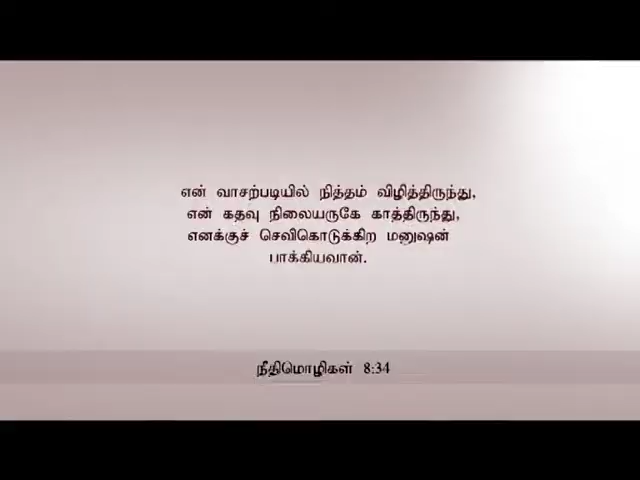 என் வாசற்படியில் நித்தம் விழித்திருந்து,
என் கதவு நிலையருகே காத்திருந்து,
எனக்குச் செவிகொடுக்கிற மனுஷன்
பாக்கியவான்.
நீதிமொழிகள் 8:34